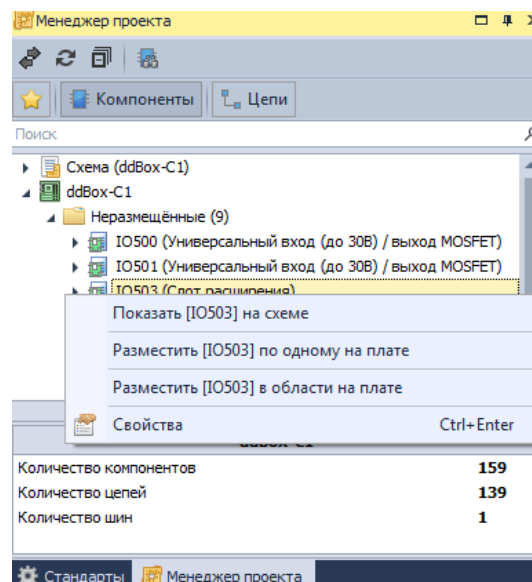 Менеджер проекта
Компоненты
Цепи
Поиск
Схема (ddBox-C1)
ddBox-C1
Неразмещённые (9)
IO500 (Универсальный вход (до 30В) / выход MOSFET)
IO501 (Универсальный вход (до 30В) / выход MOSFET)
IO503 (Слот расширения)
Показать [IO503] на схеме
Разместить [IO503] по одному на плате
Разместить [IO503] в области на плате
Свойства Ctrl+Enter
ddBox-C1
Количество компонентов 159
Количество цепей 139
Количество шин 1
Стандарты Менеджер проекта